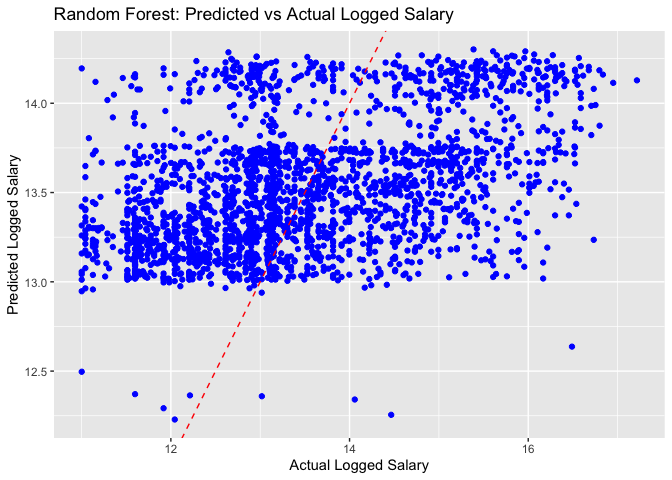 Random Forest: Predicted vs Actual Logged Salary
14.0
13.5
13.0
12.5
Predicted Logged Salary
12 14 16
Actual Logged Salary